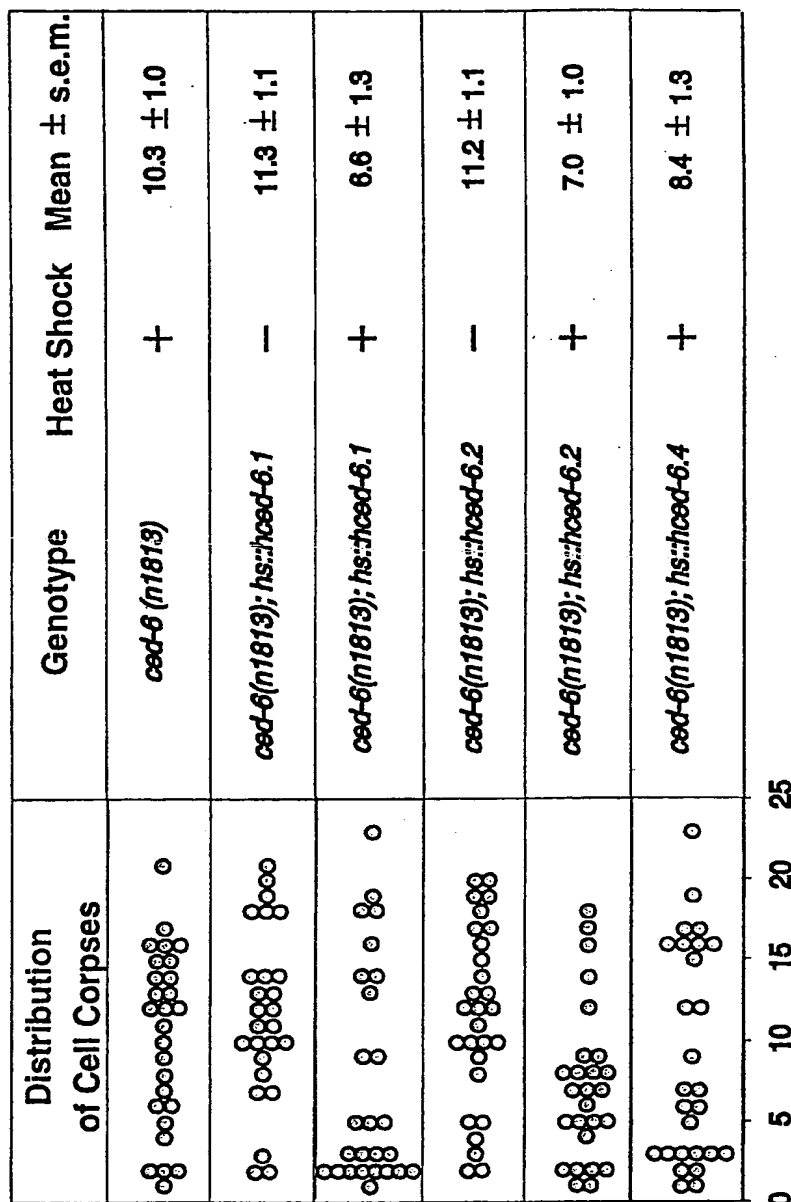 Distribution of Cell Corpses Genotype Heat Shock Mean ± s.e.m.
ced-6 (n1813) + 10.3 ± 1.0
ced-6(n1813); hs::hced-6.1 − 11.3 ± 1.1
ced-6(n1813); hs::hced-6.1 + 6.6 ± 1.3
ced-6(n1813); hs::hced-6.2 − 11.2 ± 1.1
ced-6(n1813); hs::hced-6.2 + 7.0 ± 1.0
ced-6(n1813); hs::hced-6.4 + 8.4 ± 1.3
0 5 10 15 20 25